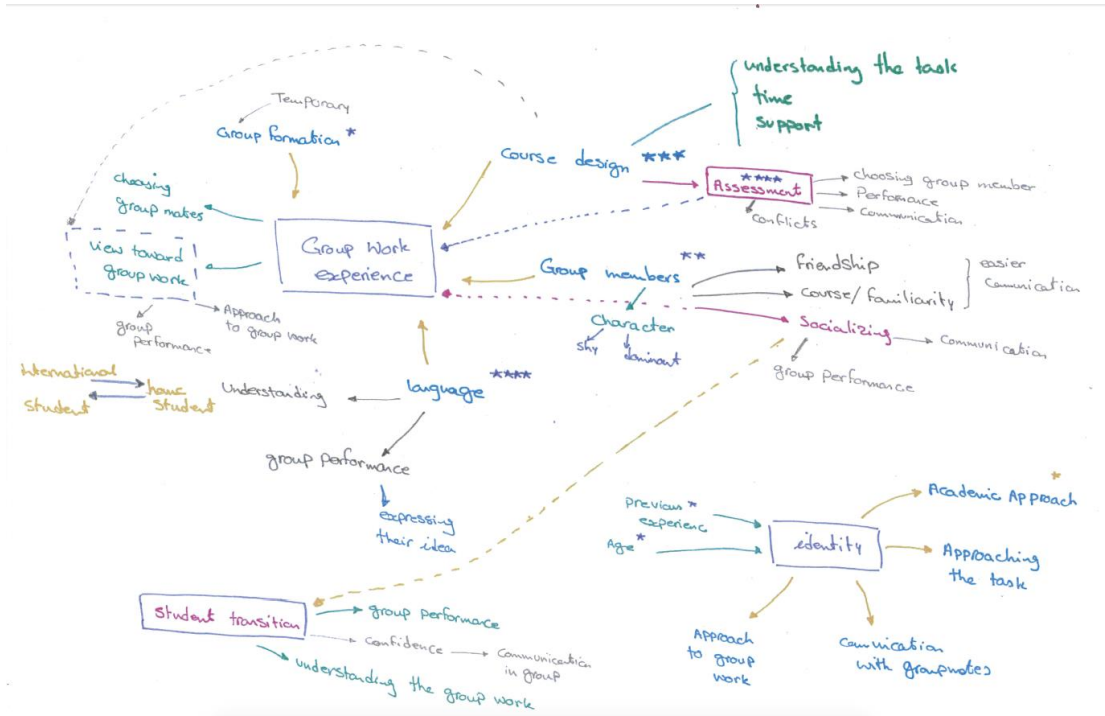 Temporary
Group formation *
understanding the task
time
support
Course design ***
****
Assessment
choosing group member
Performance
Communication
Conflicts
choosing
group mates
View toward
group work
group
performance
Approach
to group work
Group Work
experience
Group members **
Friendship
course/familiarity
easier
Comunication
Socializing
Communication
group performance
Character
shy
dominant
International
Student
home
Student
Understanding
language ****
group performance
expressing
their idea
Previous *
experienc
Age *
identity
*
Academic Approach
Approaching
the task
Approach
to group
work
Comunication
with groupmates
Student transition
group performance
Confidence
Communication
in group
understanding the group work